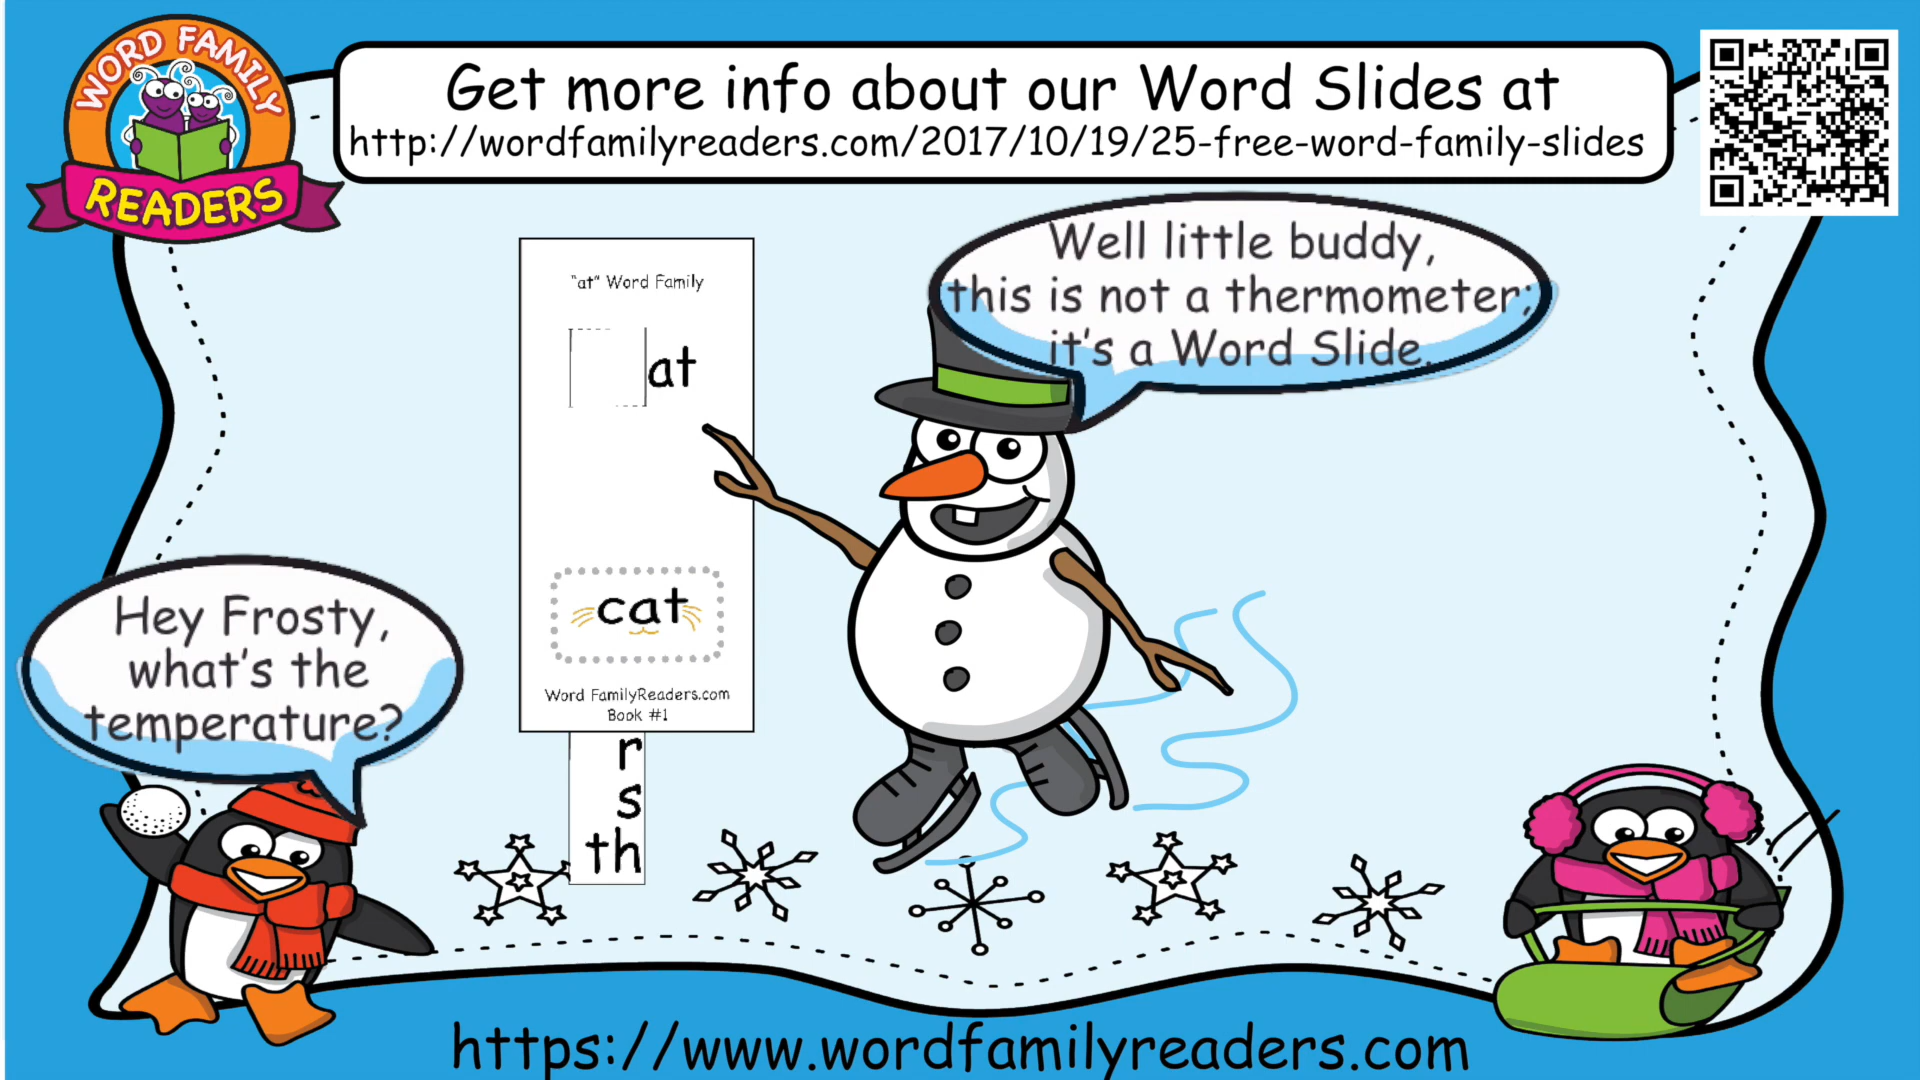 WORD FAMILY
READERS
Get more info about our Word Slides at
http://wordfamilyreaders.com/2017/10/19/25-free-word-family-slides
Well little buddy,
this is not a thermometer;
it's a Word Slide.
"at" Word Family
at
cat
Word FamilyReaders.com
Book #1
r
s
th
Hey Frosty,
what's the
temperature?
https://www.wordfamilyreaders.com